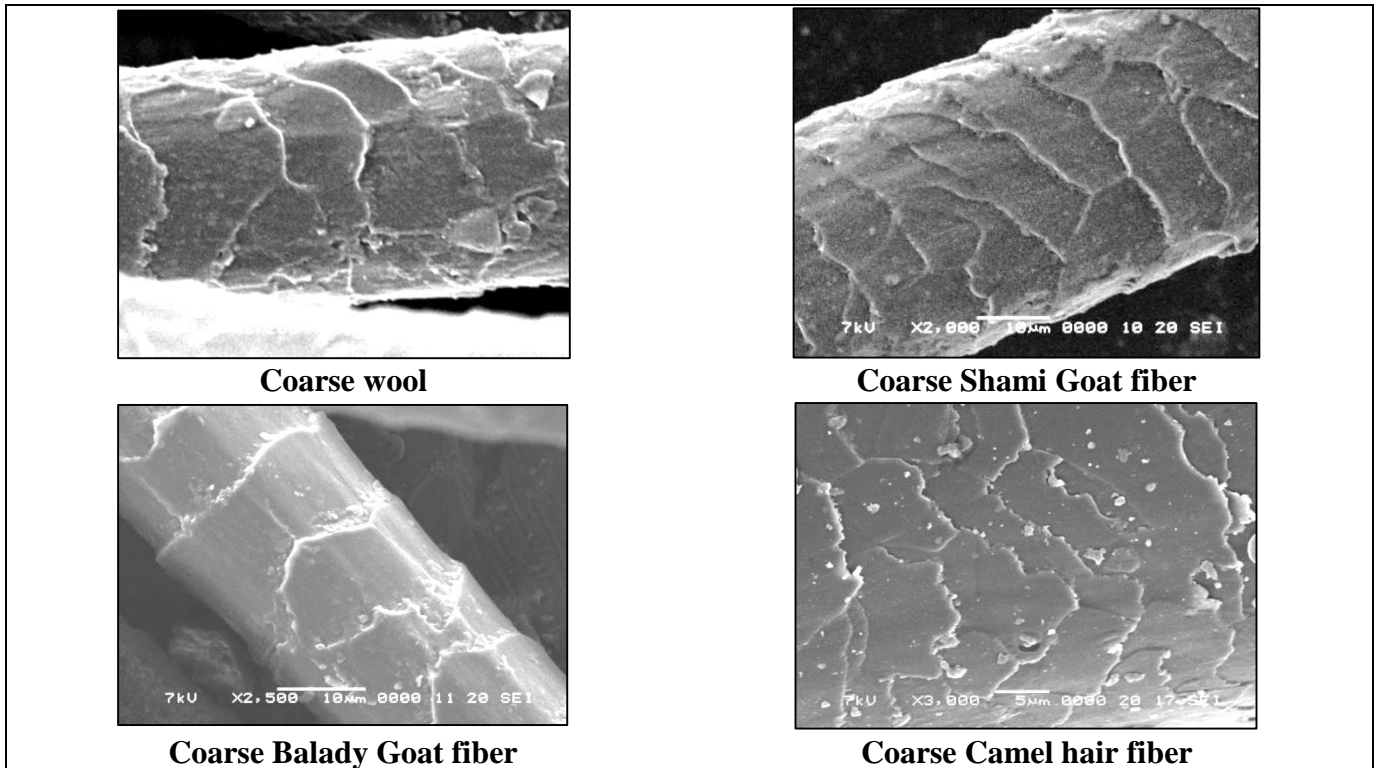 Coarse wool
7kV X2,000 10µm 0000 10 20 SEI
Coarse Shami Goat fiber
7kV X2,500 10µm 0000 11 20 SEI
Coarse Balady Goat fiber
7kV X3,000 5µm 0000 20 17 SEI
Coarse Camel hair fiber